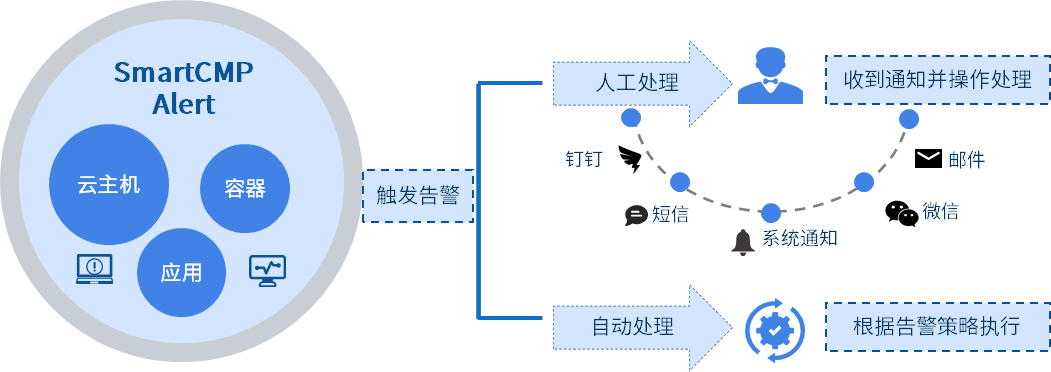 SmartCMP
Alert
云主机
容器
应用
触发告警
人工处理
收到通知并操作处理
钉钉
短信
系统通知
微信
邮件
自动处理
根据告警策略执行